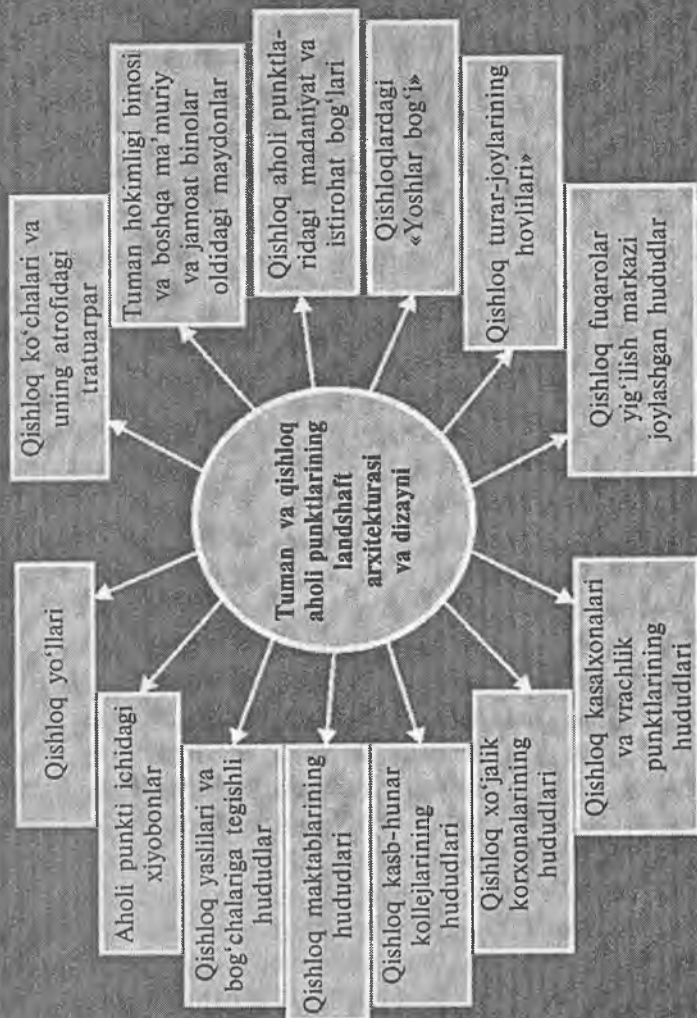 Tuman va qishloq
aholi punktlarining
landshaft
arxitekturasi
va dizayni
Qishloq yo'llari
Aholi punkti ichidagi
xiyobonlar
Qishloq yaslilari va
bog'chalariga tegishli
hududlar
Qishloq maktablarining
hududlari
Qishloq kasb-hunar
kollejlarining
hududlari
Qishloq xo'jalik
korxonalarining
hududlari
Qishloq kasalxonalari
va vrachlik
punktlarining
hududlari
Qishloq ko'chalari va
uning atrofidagi
tratuarpar
Tuman hokimligi binosi
va boshqa ma'muriy
va jamoat binolar
oldidagi maydonlar
Qishloq aholi punktla-
ridagi madaniyat va
istirohat bog'lari
Qishloqlardagi
«Yoshlar bog'i»
Qishloq turar-joylarining
hovlilari»
Qishloq fuqarolar
yig'ilish markazi
joylashgan hududlar